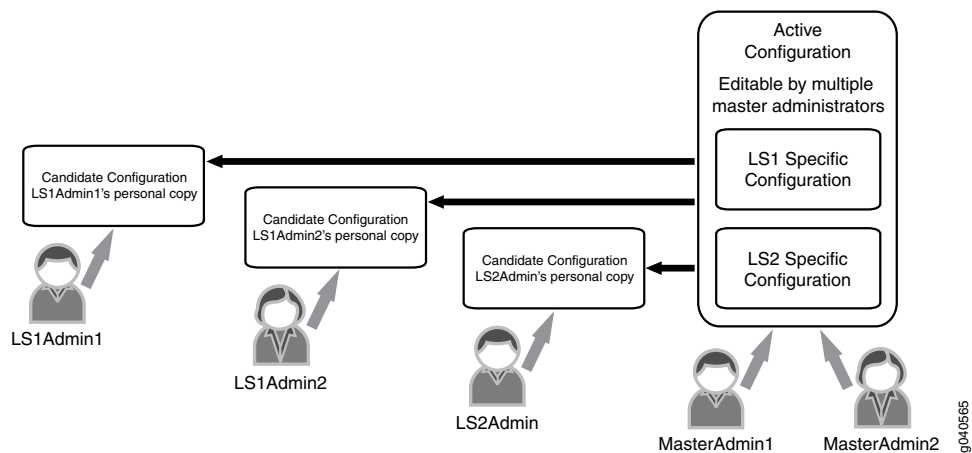 Active
Configuration
Editable by multiple
master administrators
LS1 Specific
Configuration
Candidate Configuration
LS1Admin1's personal copy
Candidate Configuration
LS1Admin2's personal copy
Candidate Configuration
LS2Admin's personal copy
LS2 Specific
Configuration
LS1Admin1
LS1Admin2
LS2Admin
MasterAdmin1
MasterAdmin2
g040565